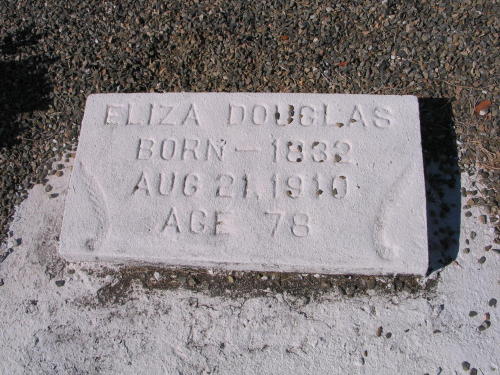 ELIZA DOUGLAS
BORN - 1832
AUG 21, 1910
AGE 78